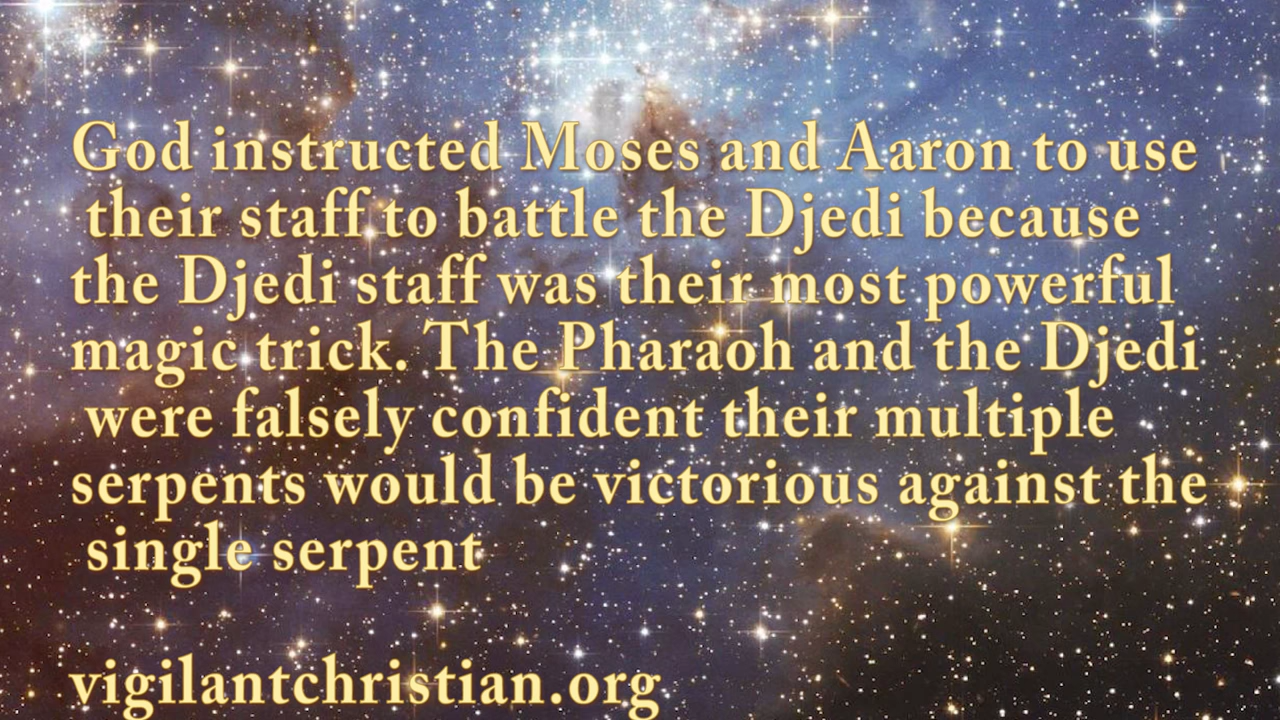 God instructed Moses and Aaron to use
their staff to battle the Djedi because
the Djedi staff was their most powerful
magic trick. The Pharaoh and the Djedi
were falsely confident their multiple
serpents would be victorious against the
single serpent
vigilantchristian.org